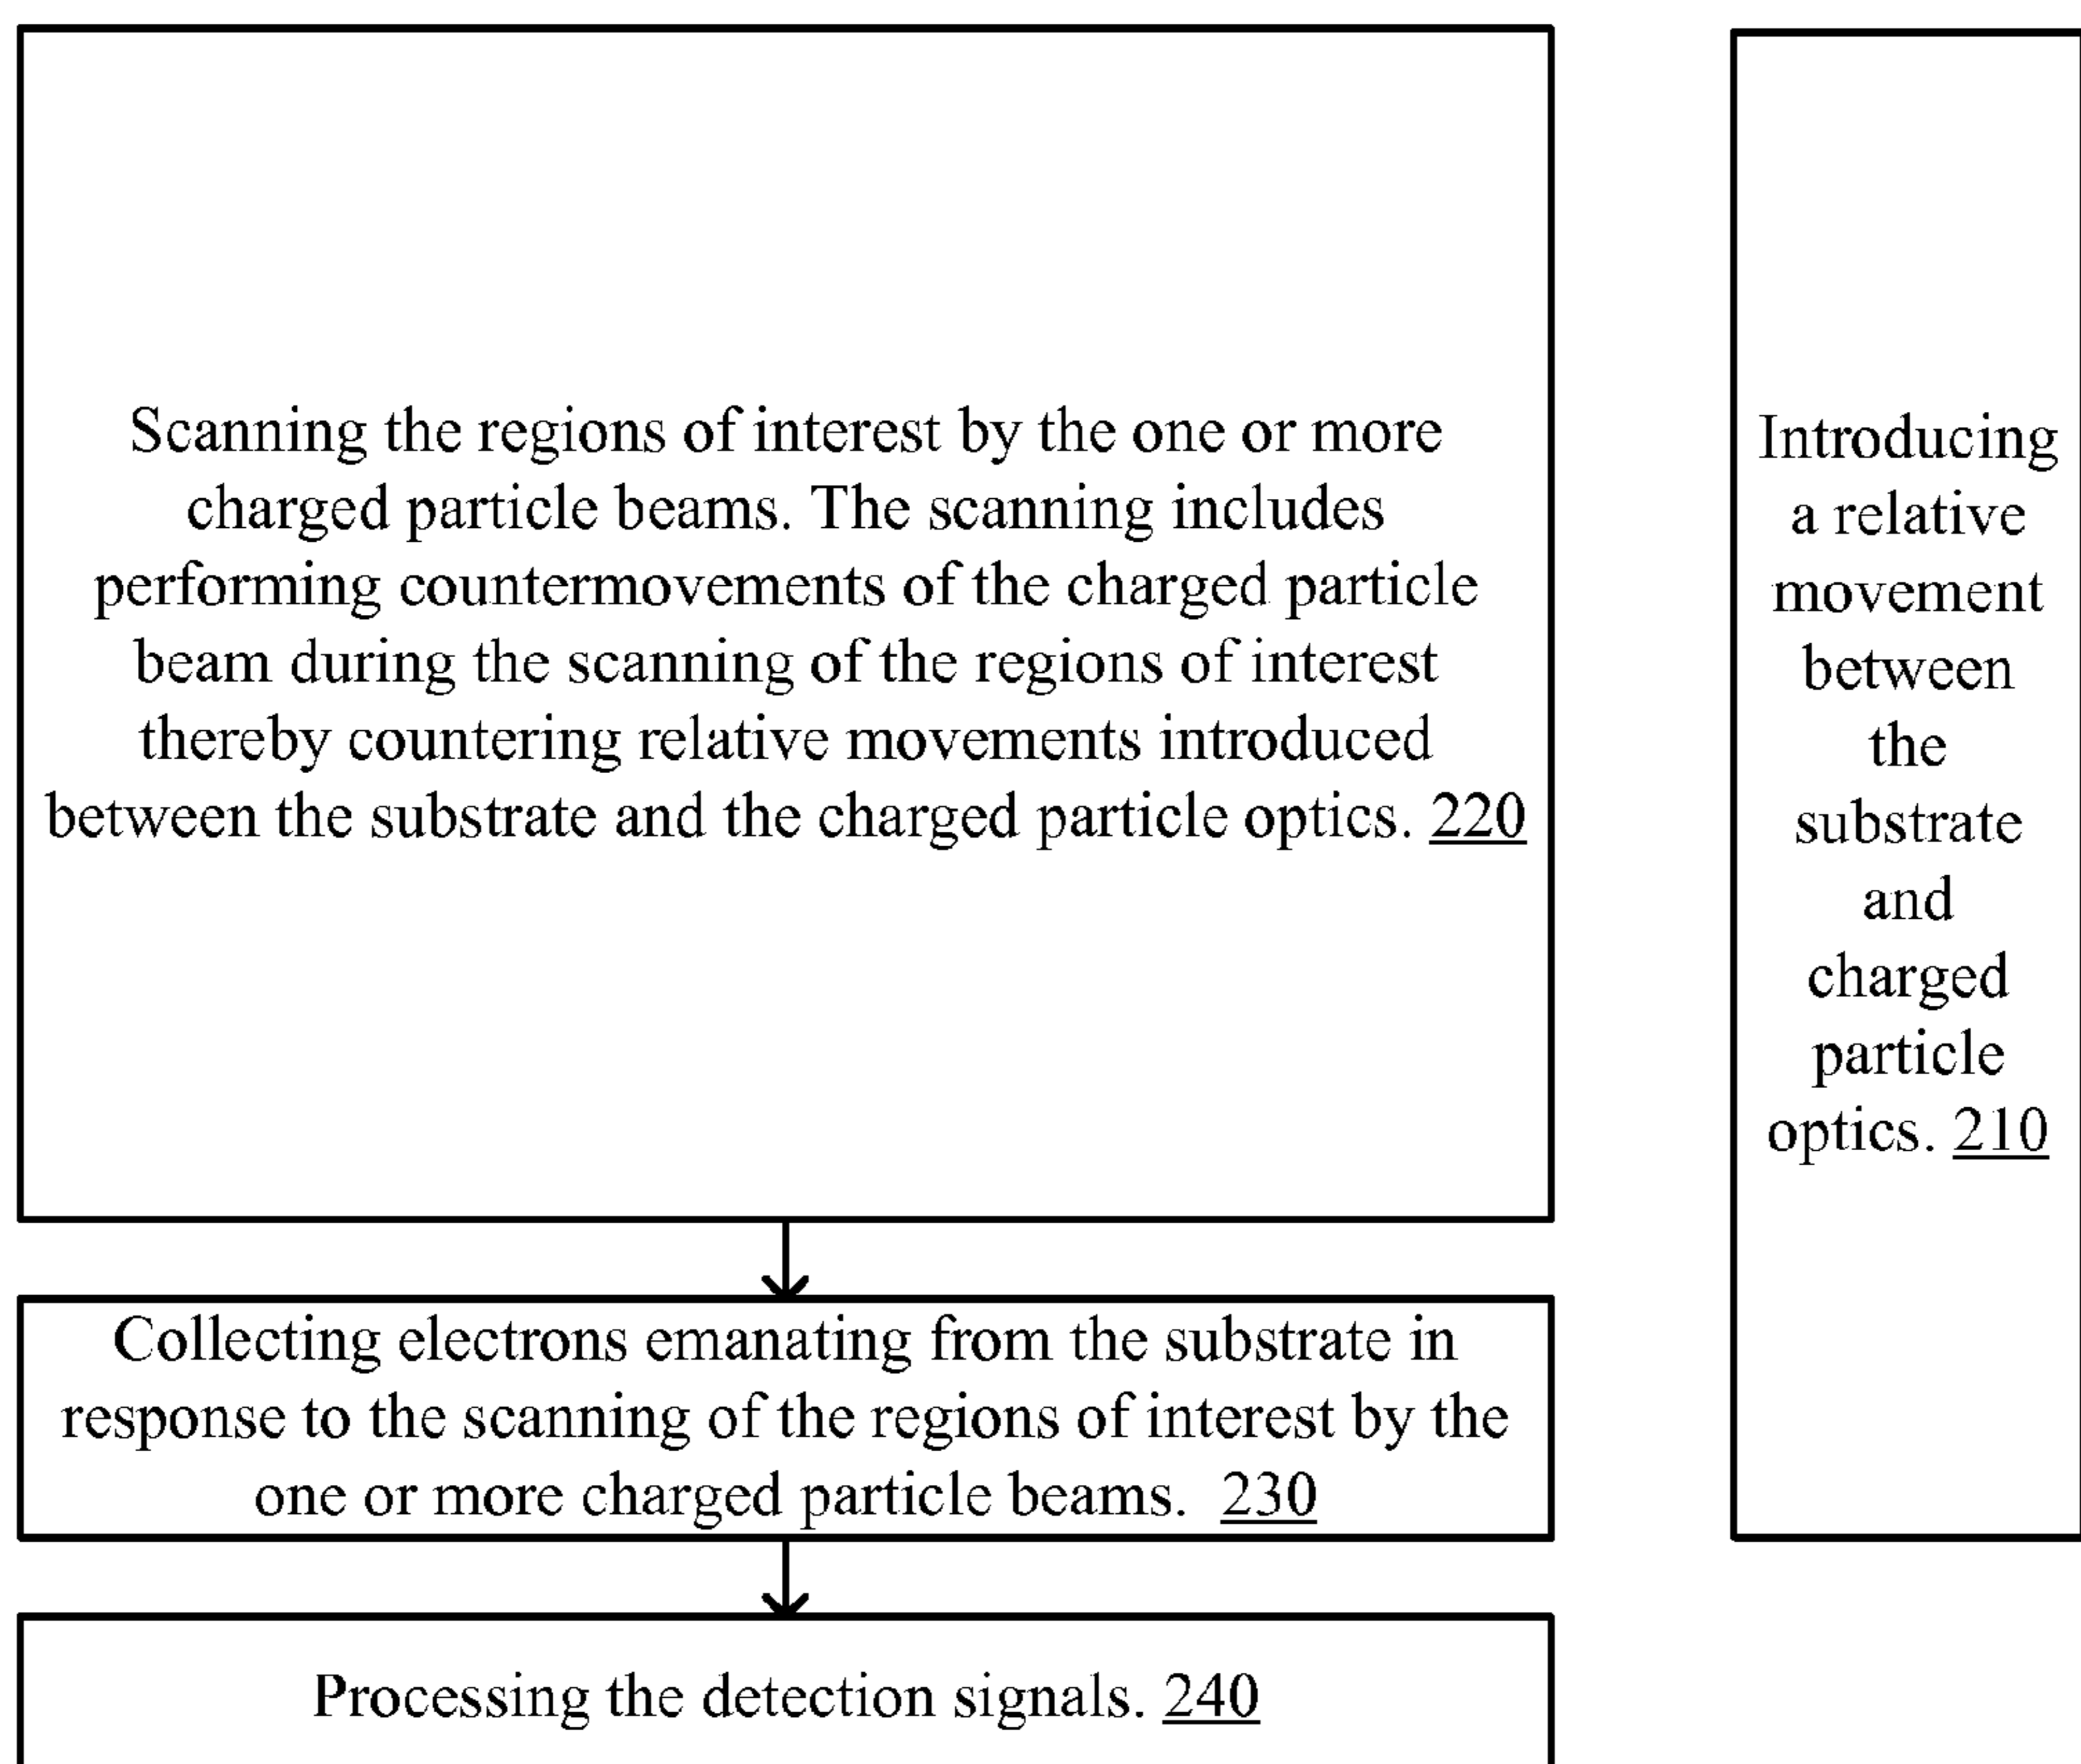 Scanning the regions of interest by the one or more
charged particle beams. The scanning includes
performing countermovements of the charged particle
beam during the scanning of the regions of interest
thereby countering relative movements introduced
between the substrate and the charged particle optics. 220
Introducing
a relative
movement
between
the
substrate
and
charged
particle
optics. 210
Collecting electrons emanating from the substrate in
response to the scanning of the regions of interest by the
one or more charged particle beams. 230
Processing the detection signals. 240